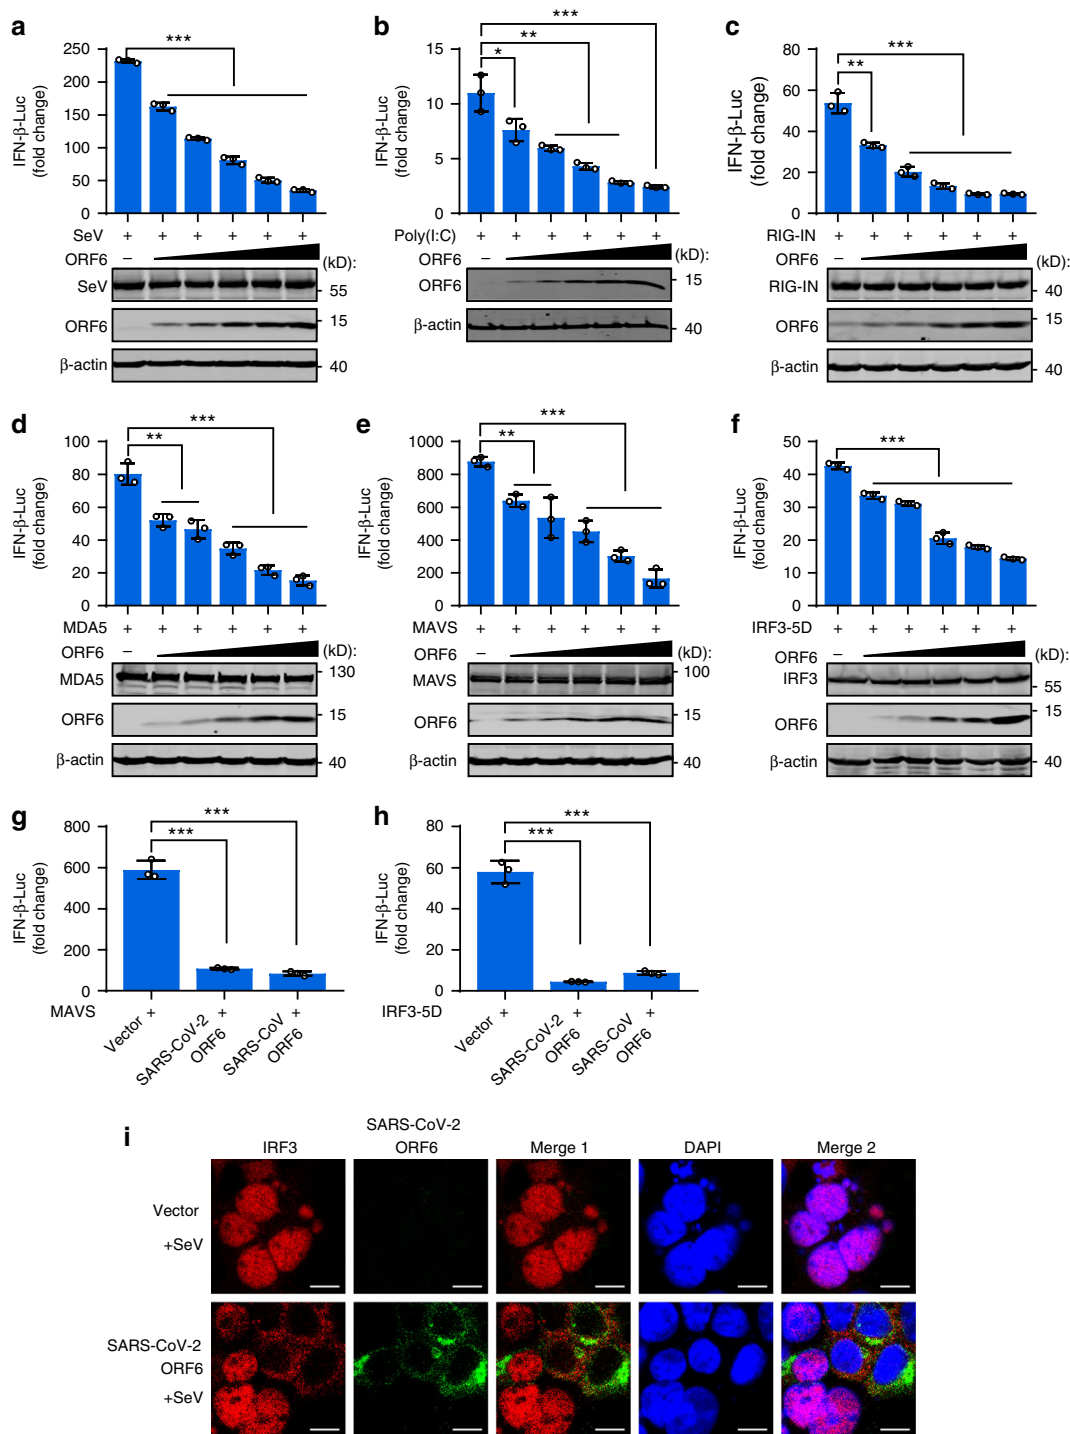 a
***
IFN-β-Luc
(fold change)
250
200
150
100
50
0
SeV + + + + + +
ORF6 – (kD):
SeV 55
ORF6 15
β-actin 40
b
***
**
*
IFN-β-Luc
(fold change)
15
10
5
0
Poly(I:C) + + + + + +
ORF6 – (kD):
ORF6 15
β-actin 40
c
***
**
IFN-β-Luc
(fold change)
80
60
40
20
0
RIG-IN + + + + + +
ORF6 – (kD):
RIG-IN 40
ORF6 15
β-actin 40
d
***
**
IFN-β-Luc
(fold change)
100
80
60
40
20
0
MDA5 + + + + + +
ORF6 – (kD):
MDA5 130
ORF6 15
β-actin 40
e
***
**
IFN-β-Luc
(fold change)
1000
800
600
400
200
0
MAVS + + + + + +
ORF6 – (kD):
MAVS 100
ORF6 15
β-actin 40
f
***
IFN-β-Luc
(fold change)
50
40
30
20
10
0
IRF3-5D + + + + + +
ORF6 – (kD):
IRF3 55
ORF6 15
β-actin 40
g
***
***
IFN-β-Luc
(fold change)
800
600
400
200
0
MAVS + + +
Vector
SARS-CoV-2
ORF6
SARS-CoV
ORF6
h
***
***
IFN-β-Luc
(fold change)
80
60
40
20
0
IRF3-5D + + +
Vector
SARS-CoV-2
ORF6
SARS-CoV
ORF6
i
SARS-CoV-2
IRF3 ORF6 Merge 1 DAPI Merge 2
Vector
+SeV
SARS-CoV-2
ORF6
+SeV